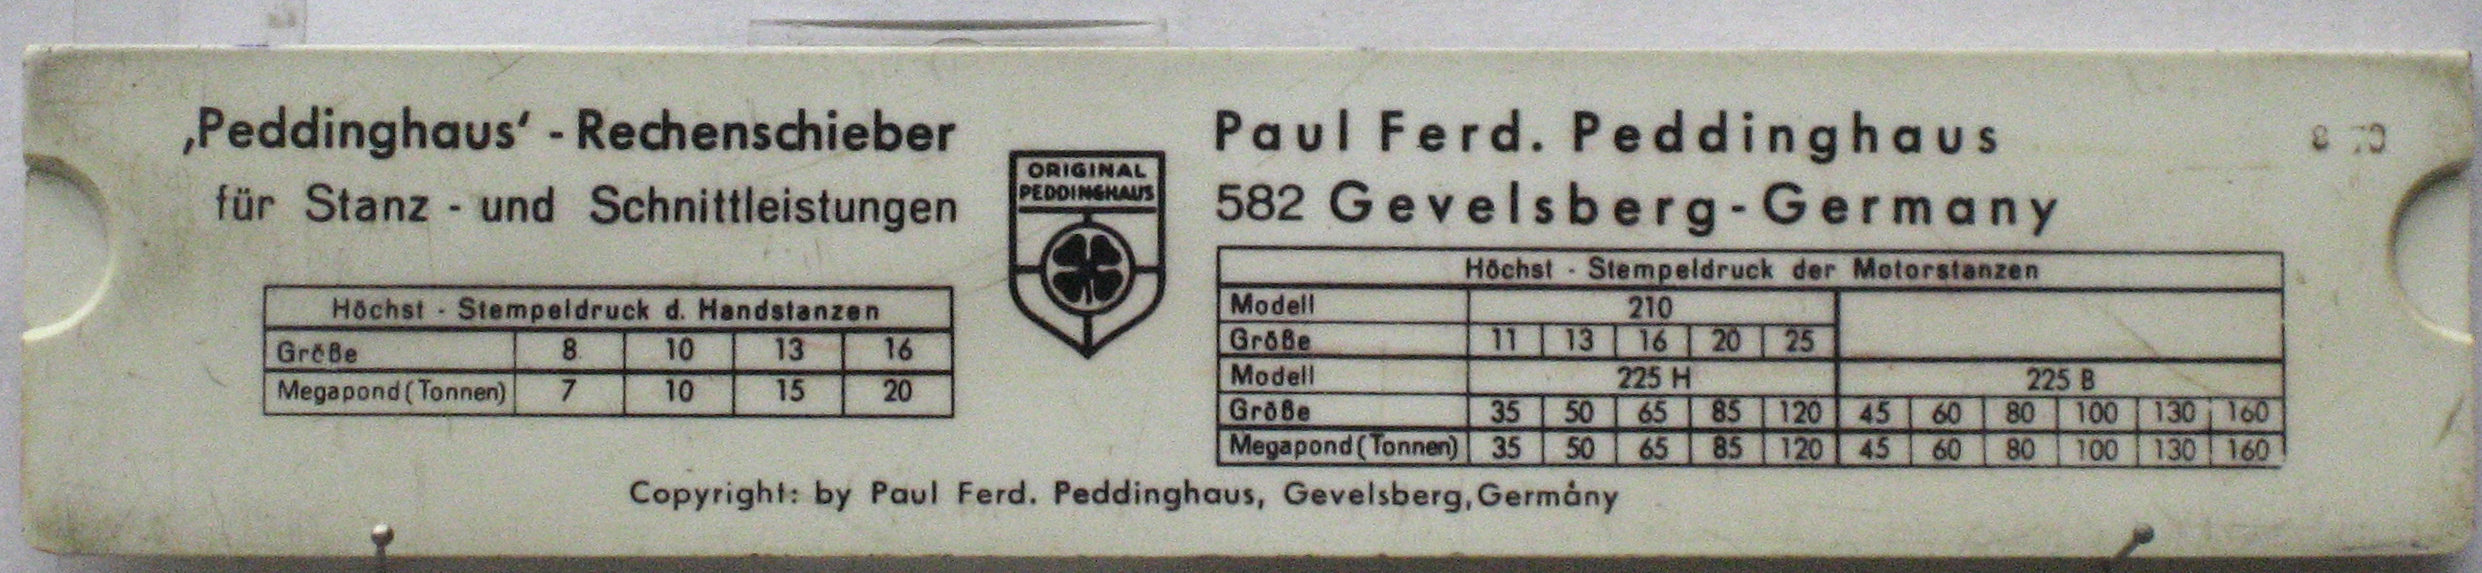 ‚Peddinghaus‘ - Rechenschieber
für Stanz - und Schnittleistungen
Höchst - Stempeldruck d. Handstanzen
Größe 8 10 13 16
Megapond (Tonnen) 7 10 15 20
ORIGINAL
PEDDINGHAUS
Paul Ferd. Peddinghaus
582 Gevelsberg - Germany
Höchst - Stempeldruck der Motorstanzen
Modell 210
Größe 11 13 16 20 25
Modell 225 H 225 B
Größe 35 50 65 85 120 45 60 80 100 130 160
Megapond (Tonnen) 35 50 65 85 120 45 60 80 100 130 160
Copyright: by Paul Ferd. Peddinghaus, Gevelsberg, Germany